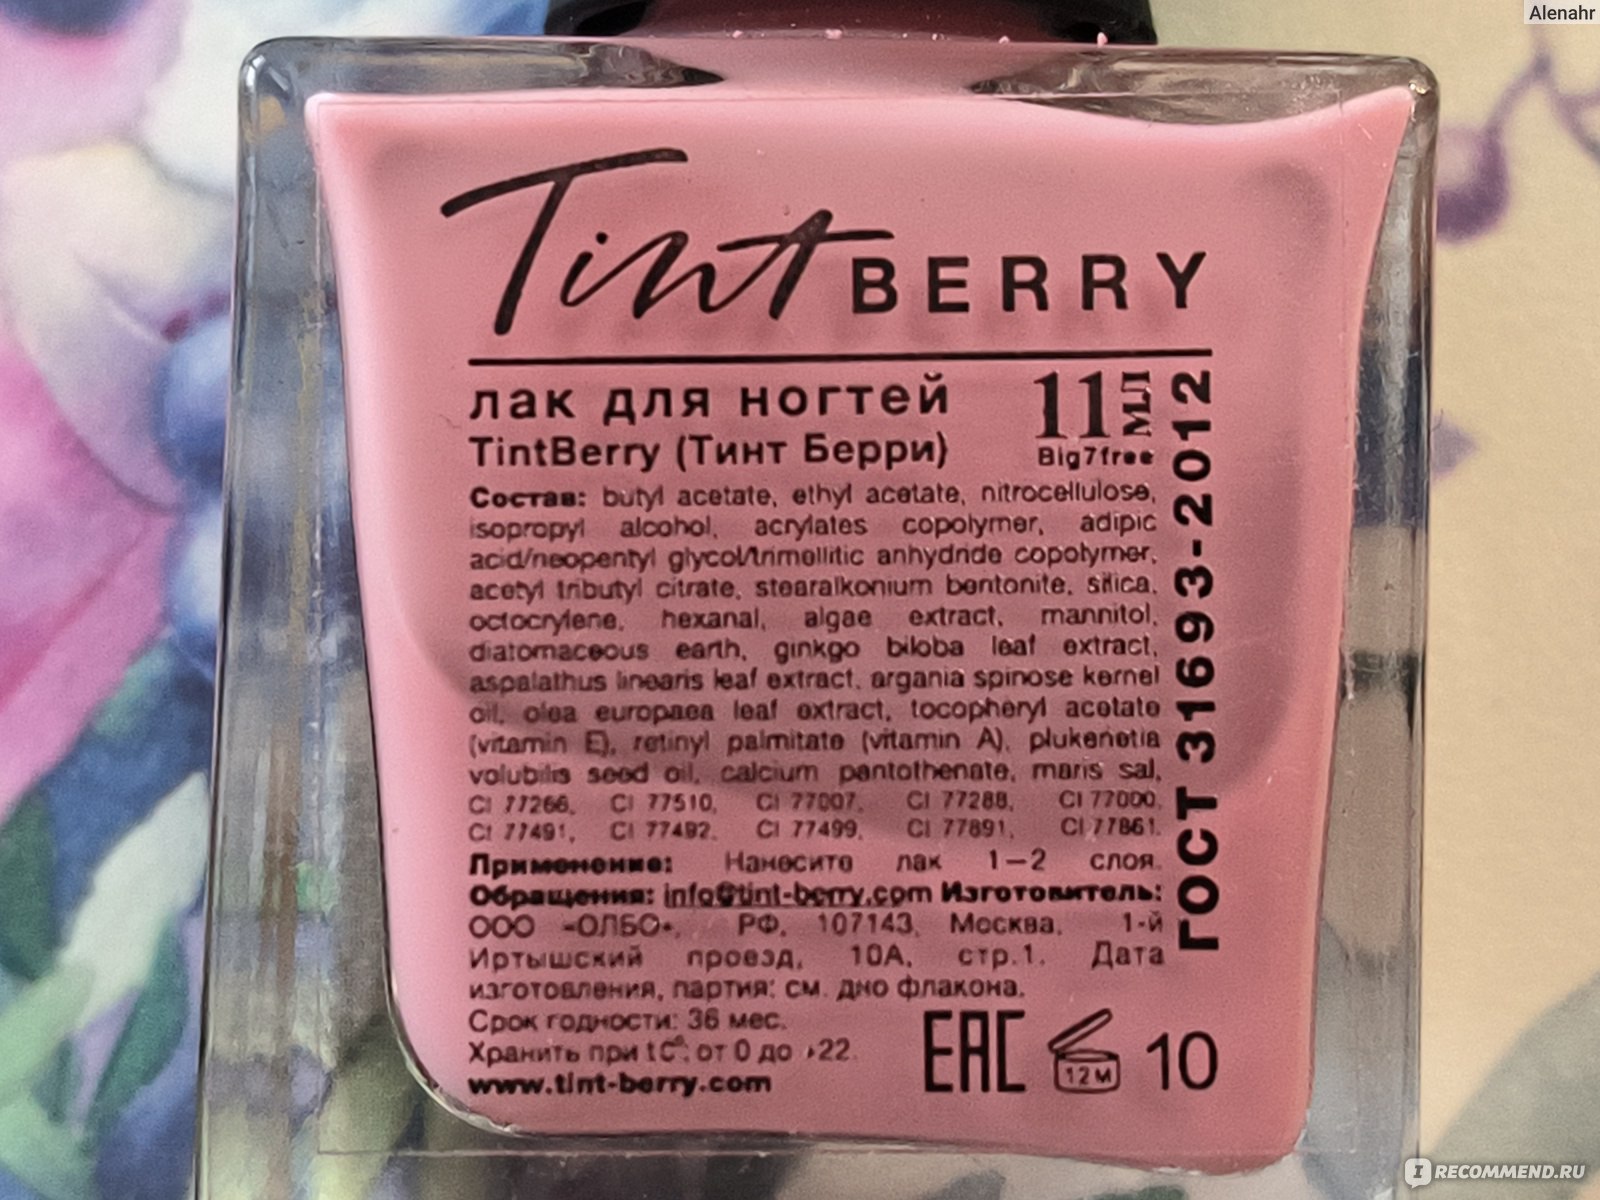 Alenahr
Tint BERRY
лак для ногтей
TintBerry (Тинт Берри)
11 мл
Big7free
ГОСТ 31693-2012
Состав: butyl acetate, ethyl acetate, nitrocellulose,
isopropyl alcohol, acrylates copolymer, adipic
acid/neopentyl glycol/trimellitic anhydride copolymer,
acetyl tributyl citrate, stearalkonium bentonite, silica,
octocrylene, hexanal, algae extract, mannitol,
diatomaceous earth, ginkgo biloba leaf extract,
aspalathus linearis leaf extract, argania spinose kernel
oil, olea europaea leaf extract, tocopheryl acetate
(vitamin E), retinyl palmitate (vitamin A), plukenetia
volubilis seed oil, calcium pantothenate, maris sal,
CI 77266, CI 77510, CI 77007, CI 77288, CI 77000,
CI 77491, CI 77492, CI 77499, CI 77891, CI 77861.
Применение: Нанесите лак 1–2 слоя.
Обращения: info@tint-berry.com Изготовитель:
ООО «ОЛБО», РФ, 107143, Москва, 1-й
Иртышский проезд, 10А, стр.1. Дата
изготовления, партия: см. дно флакона.
Срок годности: 36 мес.
Хранить при tC°: от 0 до +22.
www.tint-berry.com
EAC
12 M
10
IRECOMMEND.RU